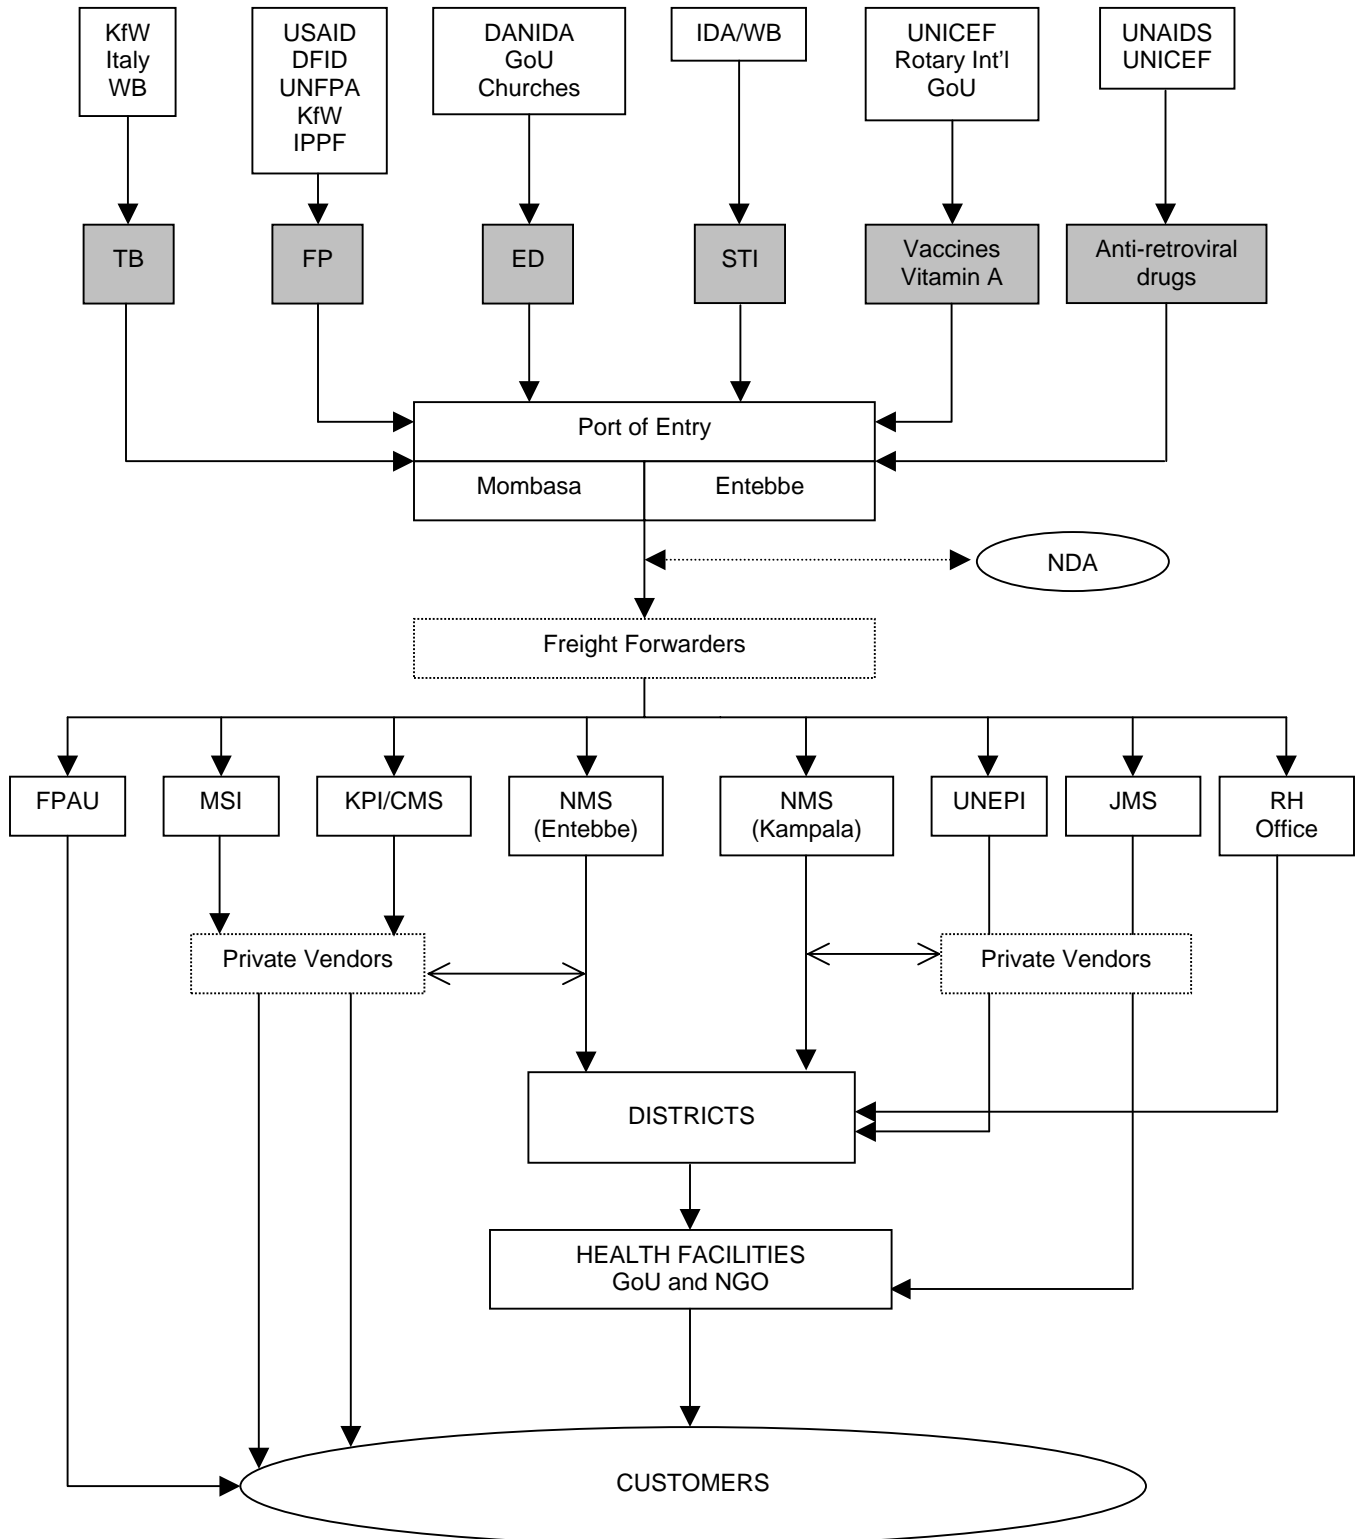 KfW
Italy
WB
USAID
DFID
UNFPA
KfW
IPPF
DANIDA
GoU
Churches
IDA/WB
UNICEF
Rotary Int’l
GoU
UNAIDS
UNICEF
TB
FP
ED
STI
Vaccines
Vitamin A
Anti-retroviral
drugs
Port of Entry
Mombasa
Entebbe
NDA
Freight Forwarders
FPAU
MSI
KPI/CMS
NMS
(Entebbe)
NMS
(Kampala)
UNEPI
JMS
RH
Office
Private Vendors
Private Vendors
DISTRICTS
HEALTH FACILITIES
GoU and NGO
CUSTOMERS